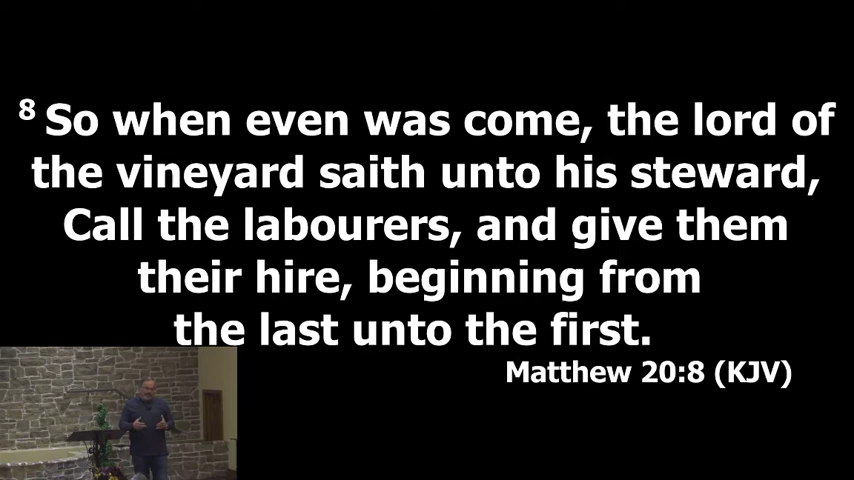 8 So when even was come, the lord of
the vineyard saith unto his steward,
Call the labourers, and give them
their hire, beginning from
the last unto the first.
Matthew 20:8 (KJV)